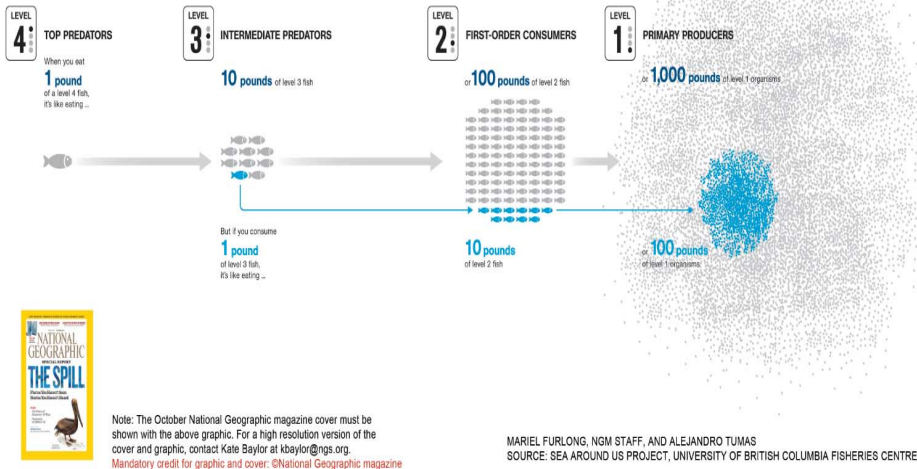 LEVEL
4
TOP PREDATORS
When you eat
1 pound
of a level 4 fish,
it's like eating ...
LEVEL
3
INTERMEDIATE PREDATORS
10 pounds of level 3 fish
But if you consume
1 pound
of level 3 fish,
it's like eating ...
LEVEL
2
FIRST-ORDER CONSUMERS
or 100 pounds of level 2 fish
10 pounds
of level 2 fish
LEVEL
1
PRIMARY PRODUCERS
or 1,000 pounds of level 1 organisms
or 100 pounds
of level 1 organisms
NATIONAL
GEOGRAPHIC
SPECIAL REPORT
THE SPILL
Note: The October National Geographic magazine cover must be
shown with the above graphic. For a high resolution version of the
cover and graphic, contact Kate Baylor at kbaylor@ngs.org.
Mandatory credit for graphic and cover: ©National Geographic magazine
MARIEL FURLONG, NGM STAFF, AND ALEJANDRO TUMAS
SOURCE: SEA AROUND US PROJECT, UNIVERSITY OF BRITISH COLUMBIA FISHERIES CENTRE